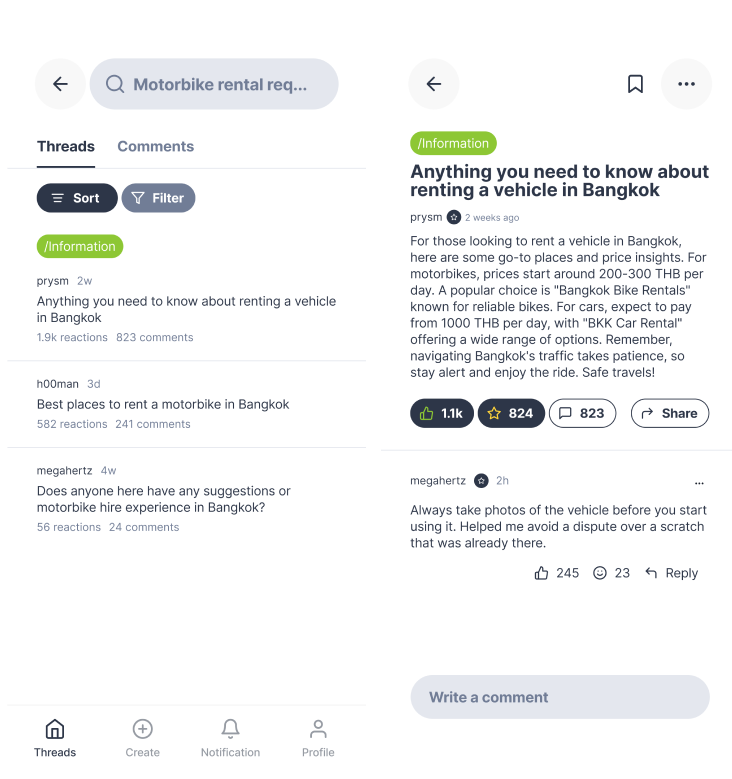 Motorbike rental req...
Threads Comments
Sort Filter
/Information
prysm 2w
Anything you need to know about renting a vehicle
in Bangkok
1.9k reactions 823 comments
h00man 3d
Best places to rent a motorbike in Bangkok
582 reactions 241 comments
megahertz 4w
Does anyone here have any suggestions or
motorbike hire experience in Bangkok?
56 reactions 24 comments
Threads Create Notification Profile
/Information
Anything you need to know about
renting a vehicle in Bangkok
prysm 2 weeks ago
For those looking to rent a vehicle in Bangkok,
here are some go-to places and price insights. For
motorbikes, prices start around 200-300 THB per
day. A popular choice is "Bangkok Bike Rentals"
known for reliable bikes. For cars, expect to pay
from 1000 THB per day, with "BKK Car Rental"
offering a wide range of options. Remember,
navigating Bangkok's traffic takes patience, so
stay alert and enjoy the ride. Safe travels!
1.1k 824 823 Share
megahertz 2h ...
Always take photos of the vehicle before you start
using it. Helped me avoid a dispute over a scratch
that was already there.
245 23 Reply
Write a comment